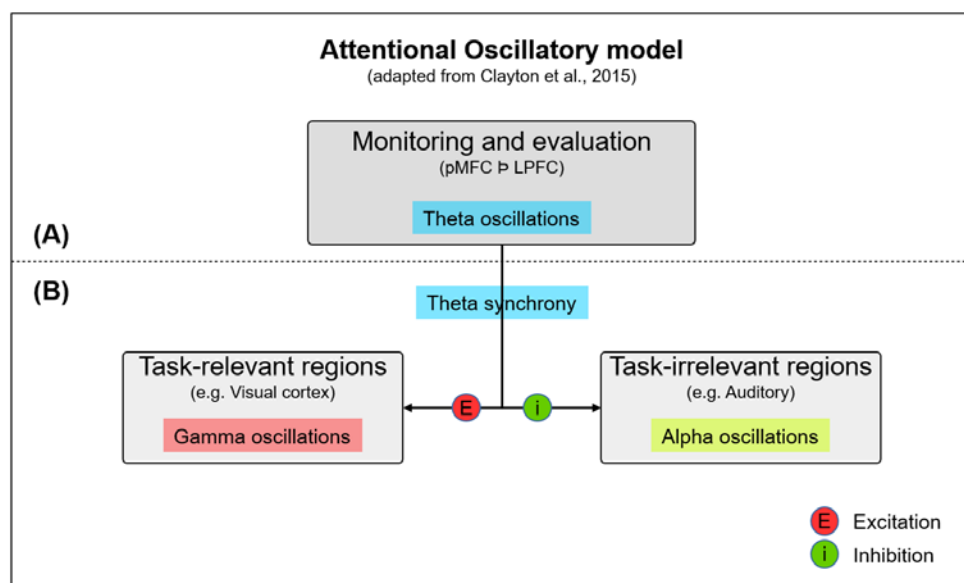 Attentional Oscillatory model
(adapted from Clayton et al., 2015)
Monitoring and evaluation
(pMFC Þ LPFC)
Theta oscillations
(A)
(B)
Theta synchrony
Task-relevant regions
(e.g. Visual cortex)
Gamma oscillations
E
i
Task-irrelevant regions
(e.g. Auditory)
Alpha oscillations
E Excitation
i Inhibition